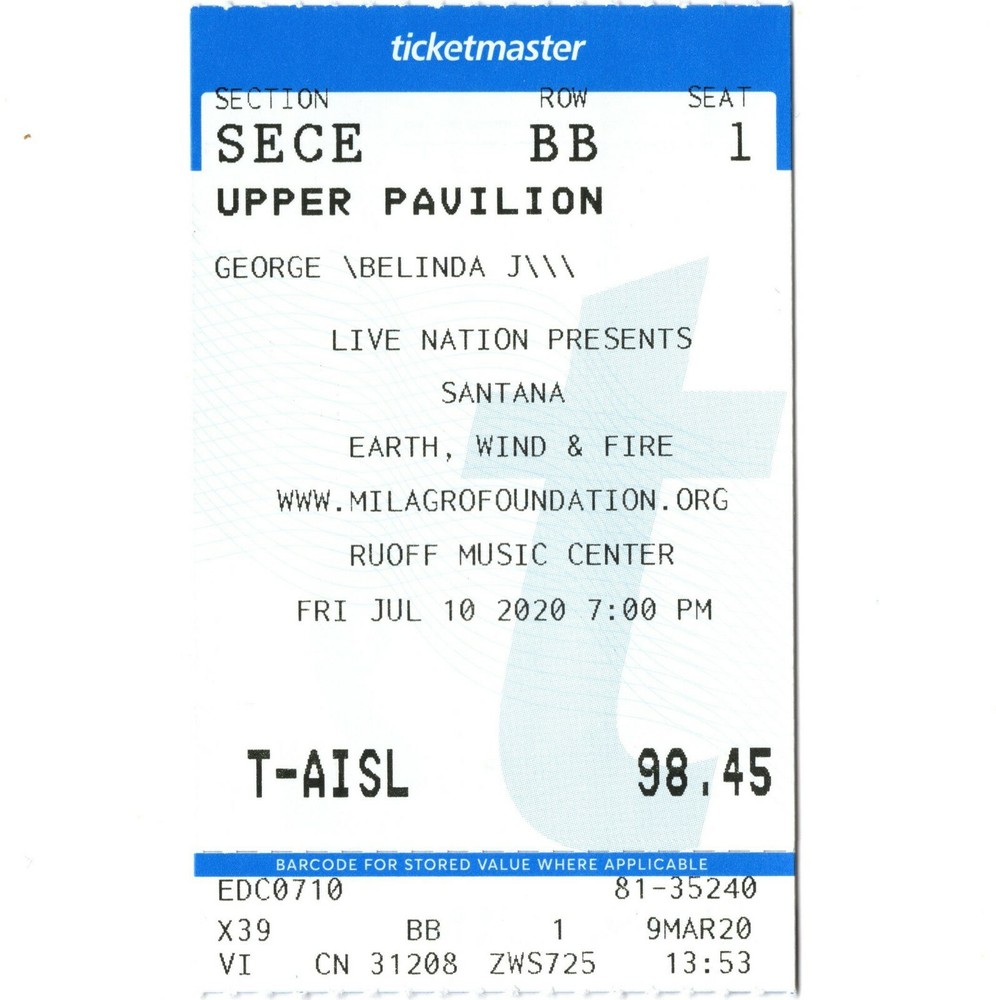 ticketmaster
SECTION ROW SEAT
SECE BB 1
UPPER PAVILION
GEORGE \BELINDA J\\\
LIVE NATION PRESENTS
SANTANA
EARTH, WIND & FIRE
WWW.MILAGROFOUNDATION.ORG
RUOFF MUSIC CENTER
FRI JUL 10 2020 7:00 PM
T-AISL 98.45
BARCODE FOR STORED VALUE WHERE APPLICABLE
EDC0710 81-35240
X39 BB 1 9MAR20
VI CN 31208 ZWS725 13:53